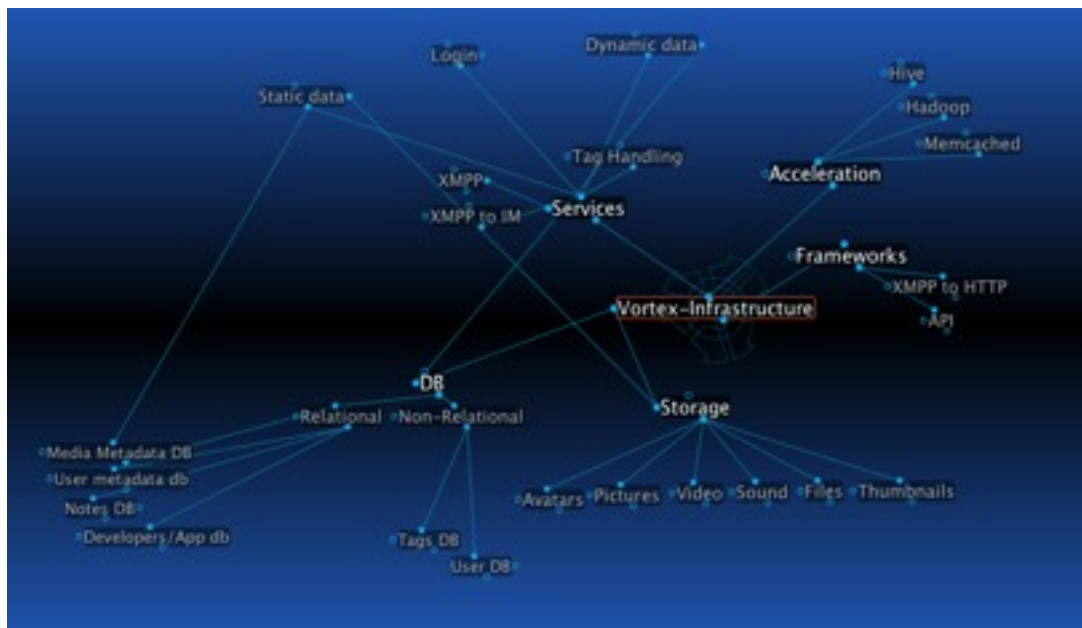 Login
Dynamic data
Hive
Static data
Hadoop
Memcached
Tag Handling
Acceleration
XMPP
Services
XMPP to IM
Frameworks
XMPP to HTTP
Vortex-Infrastructure
API
DB
Storage
Relational
Non-Relational
Media Metadata DB
User metadata db
Avatars
Pictures
Video
Sound
Files
Thumbnails
Notes DB
Developers/App db
Tags DB
User DB